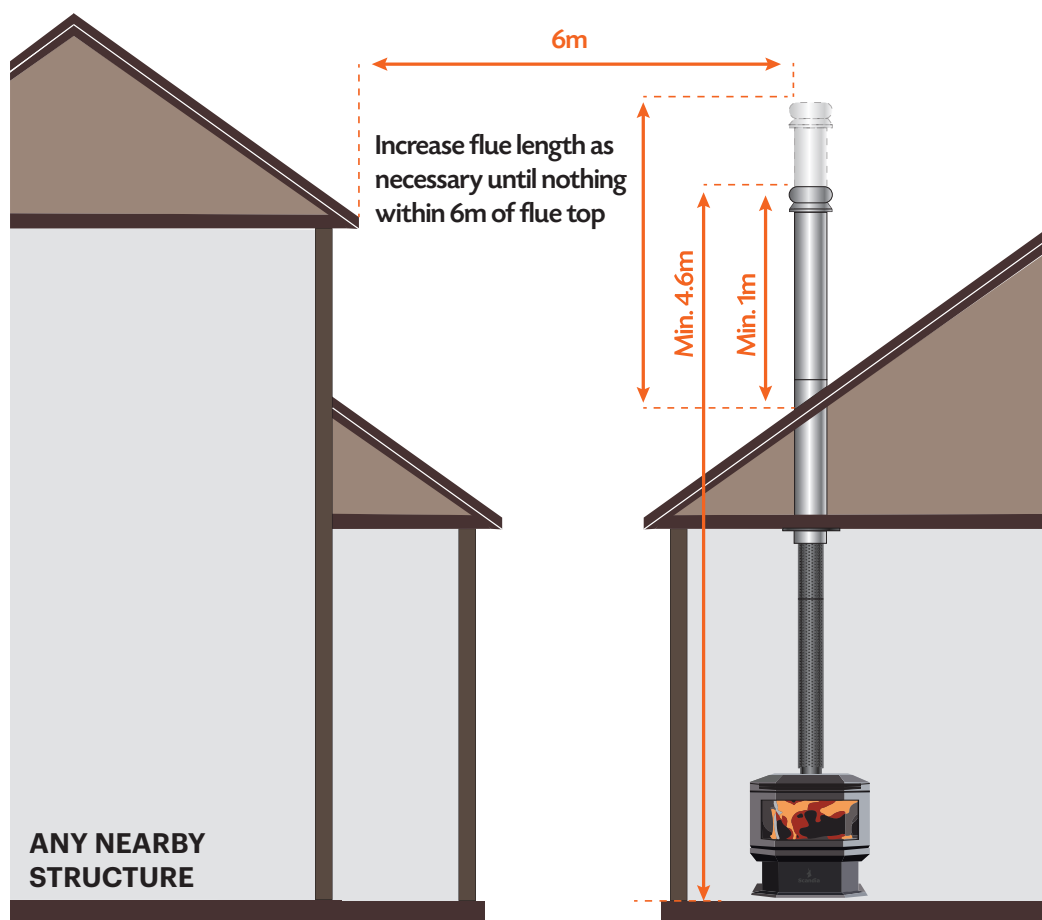 6m
Increase flue length as
necessary until nothing
within 6m of flue top
Min. 4.6m
Min. 1m
ANY NEARBY
STRUCTURE